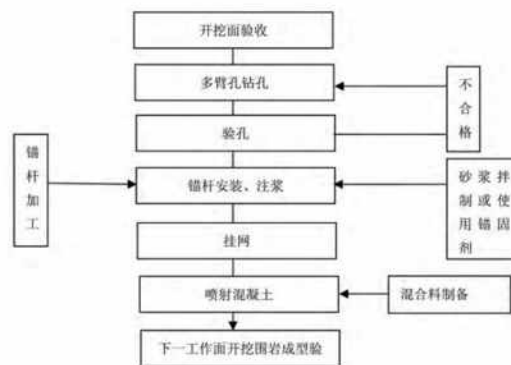 开挖面验收
多臂孔钻孔
不合格
验孔
锚杆加工
锚杆安装、注浆
砂浆拌
制或使
用锚固
剂
挂网
喷射混凝土
混合料制备
下一工作面开挖围岩成型验